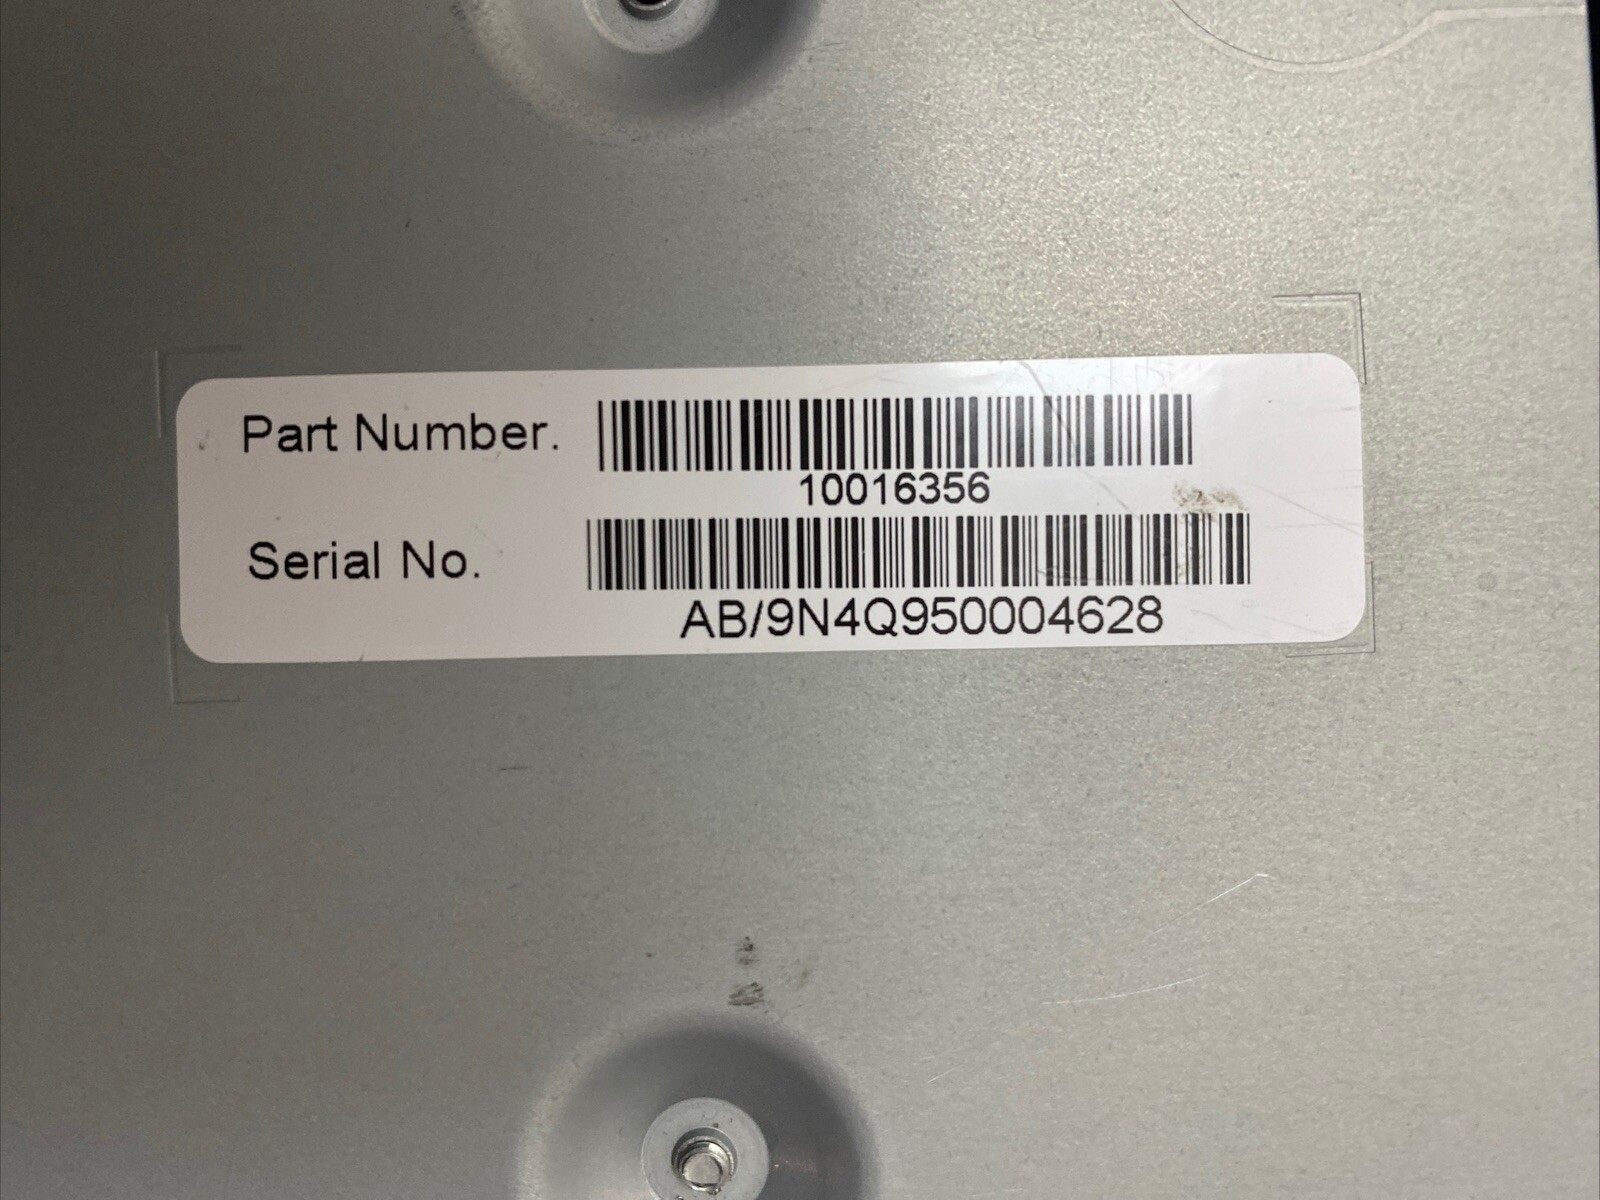 Part Number.
10016356
Serial No.
AB/9N4Q950004628